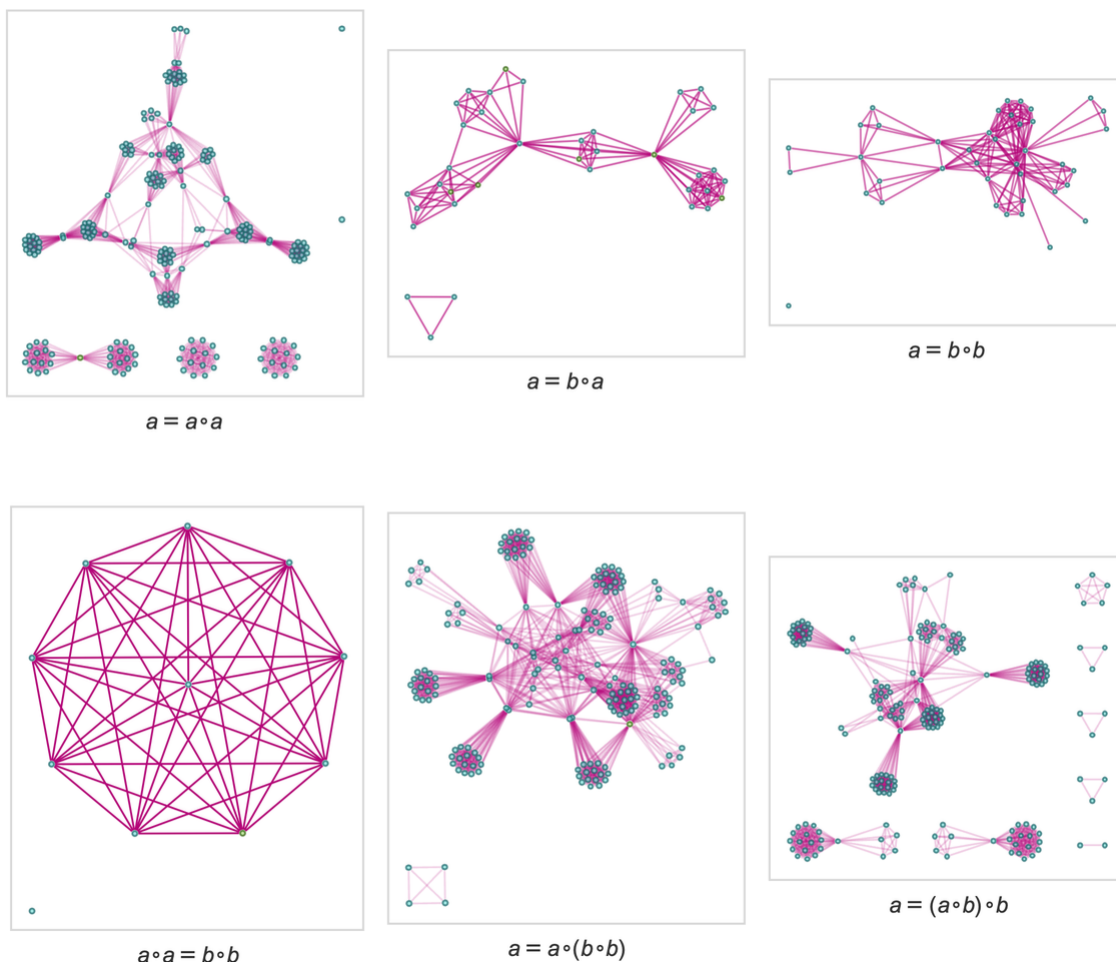 a = a∘a
a = b∘a
a = b∘b
a∘a = b∘b
a = a∘(b∘b)
a = (a∘b)∘b